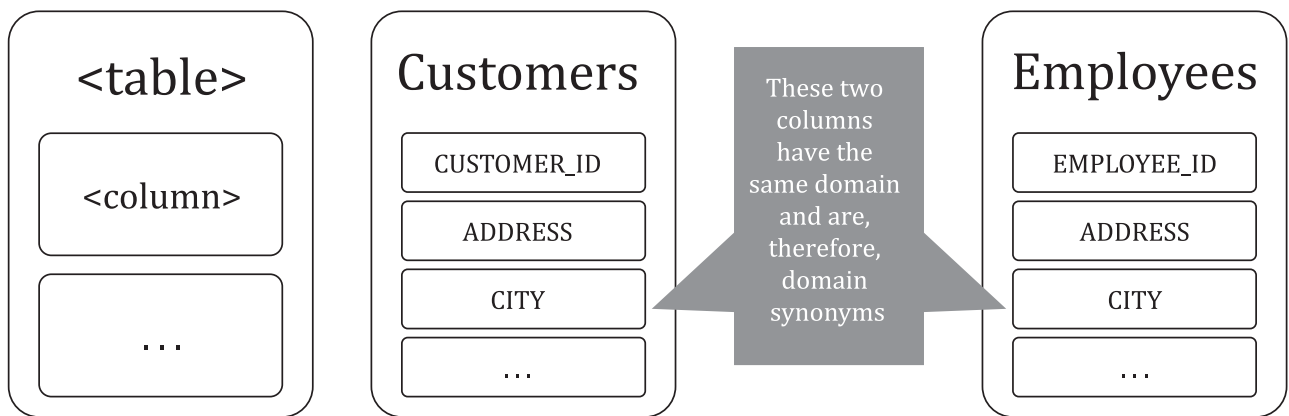 <table>
<column>
...
Customers
CUSTOMER_ID
ADDRESS
CITY
...
These two
columns
have the
same domain
and are,
therefore,
domain
synonyms
Employees
EMPLOYEE_ID
ADDRESS
CITY
...